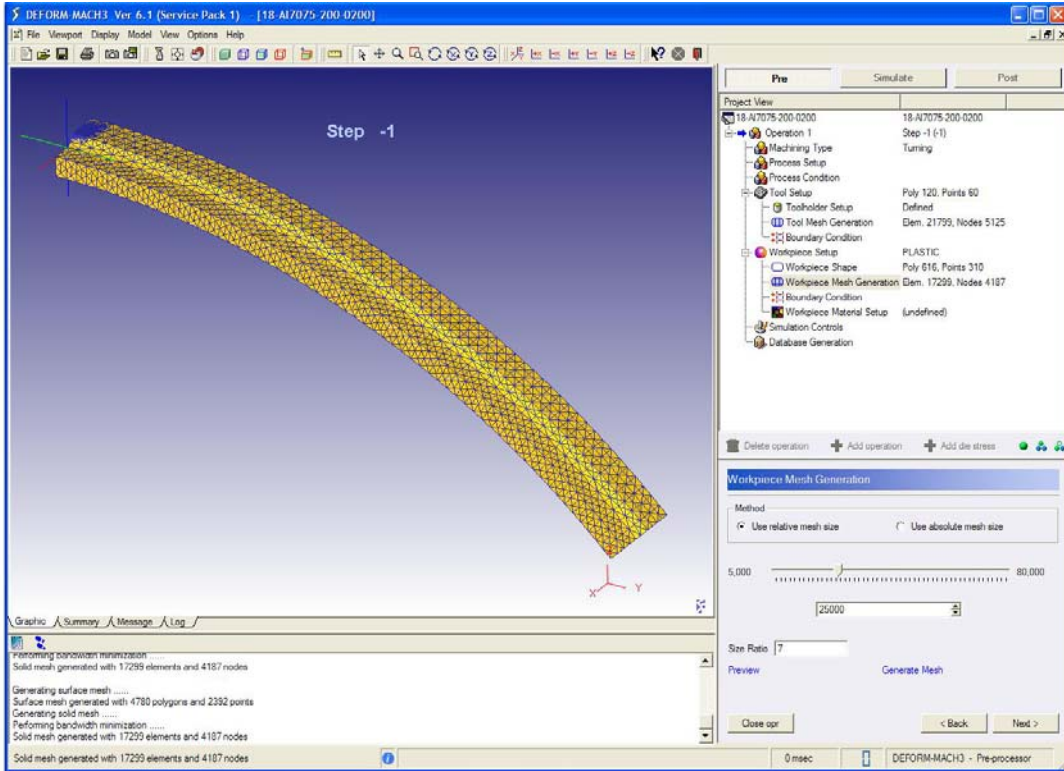 DEFORM-MACH3 Ver 6.1 (Service Pack 1) - [18-Al7075-200-0200]
File Viewport Display Model View Options Help
Step -1
Pre Simulate Post
Project View
18-Al7075-200-0200 18-Al7075-200-0200
Operation 1 Step -1 (-1)
Machining Type Turning
Process Setup
Process Condition
Tool Setup Poly 120, Points 60
Toolholder Setup Defined
Tool Mesh Generation Elem. 21799, Nodes 5125
Boundary Condition
Workpiece Setup PLASTIC
Workpiece Shape Poly 616, Points 310
Workpiece Mesh Generation Elem. 17299, Nodes 4187
Boundary Condition
Workpiece Material Setup (undefined)
Simulation Controls
Database Generation
Delete operation Add operation Add die stress
Workpiece Mesh Generation
Method
Use relative mesh size Use absolute mesh size
5,000 80,000
25000
Size Ratio 7
Preview Generate Mesh
Close opr < Back Next >
X Y
Graphic Summary Message Log
Performing bandwidth minimization ......
Solid mesh generated with 17299 elements and 4187 nodes
Generating surface mesh ......
Surface mesh generated with 4780 polygons and 2392 points
Generating solid mesh ......
Performing bandwidth minimization ......
Solid mesh generated with 17299 elements and 4187 nodes
Solid mesh generated with 17299 elements and 4187 nodes 0 msec DEFORM-MACH3 - Pre-processor